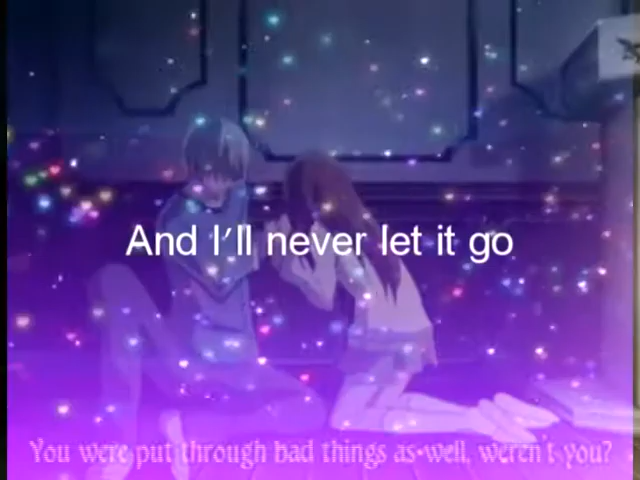 And I'll never let it go
You were put through bad things as-well, weren't you?